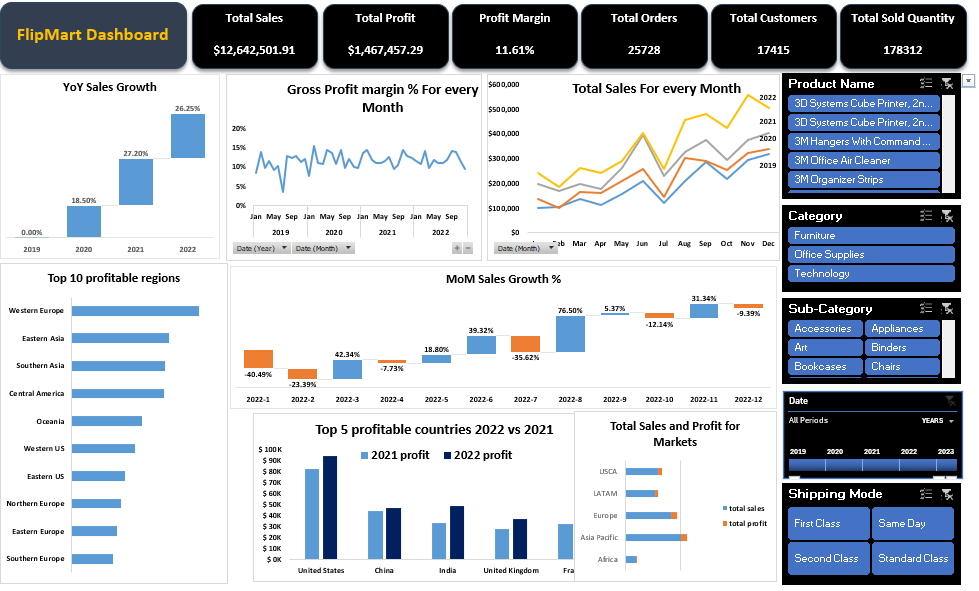 FlipMart Dashboard
Total Sales
$12,642,501.91
Total Profit
$1,467,457.29
Profit Margin
11.61%
Total Orders
25728
Total Customers
17415
Total Sold Quantity
178312
YoY Sales Growth
26.25%
27.20%
18.50%
0.00%
2019 2020 2021 2022
Gross Profit margin % For every
Month
20%
15%
10%
5%
0%
Jan May Sep Jan May Sep Jan May Sep Jan May Sep
2019 2020 2021 2022
Date (Year) Date (Month)
Total Sales For every Month
$600,000
$500,000
$400,000
$300,000
$200,000
$100,000
$0
2022
2021
2020
2019
Mar Apr May Jun Jul Aug Sep Oct Nov Dec
Date (Month)
Product Name
3D Systems Cube Printer, 2n...
3D Systems Cube Printer, 2n...
3M Hangers With Command ...
3M Office Air Cleaner
3M Organizer Strips
Category
Furniture
Office Supplies
Technology
Top 10 profitable regions
Western Europe
Eastern Asia
Southern Asia
Central America
Oceania
Western US
Eastern US
Northern Europe
Eastern Europe
Southern Europe
MoM Sales Growth %
-40.49%
-23.39%
42.34%
-7.73%
18.80%
39.32%
-35.62%
76.50%
5.37%
-12.14%
31.34%
-9.39%
2022-1 2022-2 2022-3 2022-4 2022-5 2022-6 2022-7 2022-8 2022-9 2022-10 2022-11 2022-12
Sub-Category
Accessories Appliances
Art Binders
Bookcases Chairs
Top 5 profitable countries 2022 vs 2021
2021 profit 2022 profit
$ 100K
$ 90K
$ 80K
$ 70K
$ 60K
$ 50K
$ 40K
$ 30K
$ 20K
$ 10K
$ 0K
United States China India United Kingdom Fra
Total Sales and Profit for
Markets
USCA
LATAM
Europe
Asia Pacific
Africa
total sales
total profit
Date
All Periods YEARS
2019 2020 2021 2022 2023
Shipping Mode
First Class Same Day
Second Class Standard Class